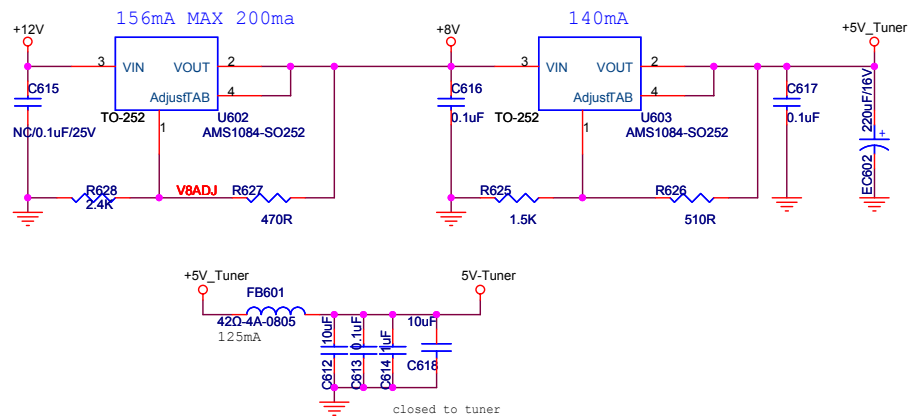 156mA MAX 200ma
140mA
+12V
+8V
+5V_Tuner
3
VIN
VOUT
2
3
VIN
VOUT
2
C615
AdjustTAB
4
C616
AdjustTAB
4
C617
220uF/16V
TO-252
U602
0.1uF
TO-252
U603
0.1uF
NC/0.1uF/25V
1
AMS1084-SO252
1
AMS1084-SO252
+
EC602
R628
V8ADJ
R627
R625
R626
2.4K
470R
1.5K
510R
+5V_Tuner
5V-Tuner
FB601
42Ω-4A-0805
125mA
10uF
0.1uF
1uF
10uF
C612
C613
C614
C618
closed to tuner